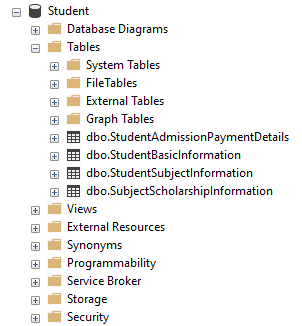 Student
Database Diagrams
Tables
System Tables
FileTables
External Tables
Graph Tables
dbo.StudentAdmissionPaymentDetails
dbo.StudentBasicInformation
dbo.StudentSubjectInformation
dbo.SubjectScholarshipInformation
Views
External Resources
Synonyms
Programmability
Service Broker
Storage
Security